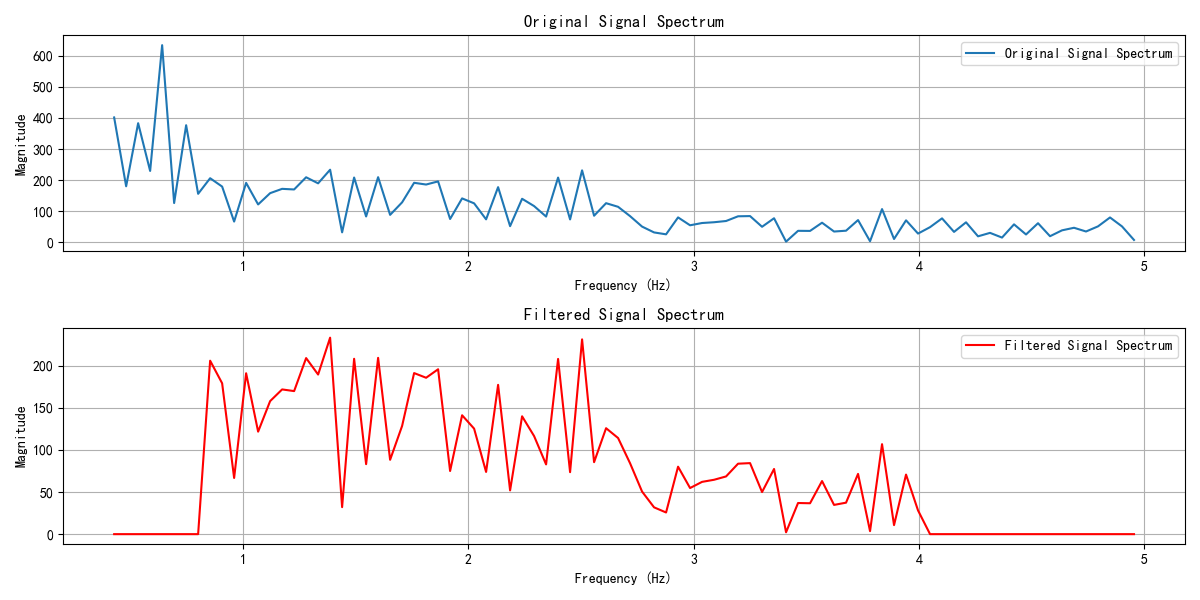 Original Signal Spectrum
600
500
400
300
200
100
0
Magnitude
Original Signal Spectrum
1 2 3 4 5
Frequency (Hz)
Filtered Signal Spectrum
200
150
100
50
0
Magnitude
Filtered Signal Spectrum
1 2 3 4 5
Frequency (Hz)